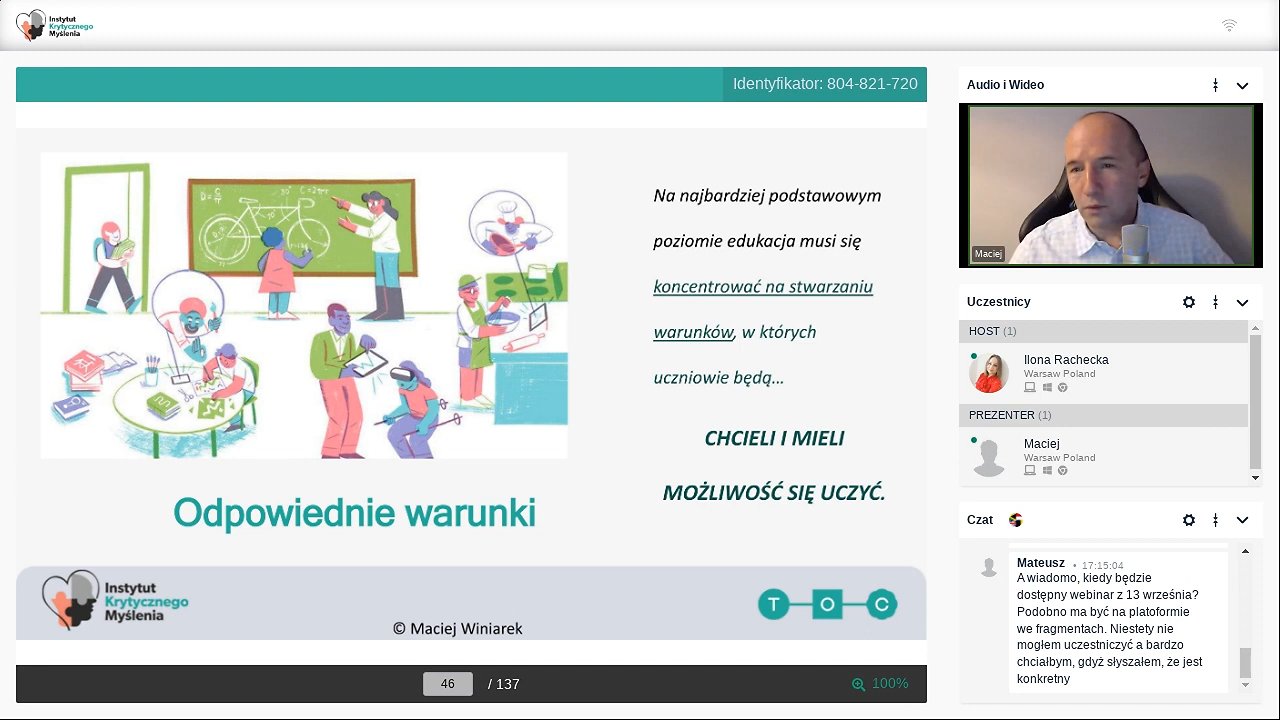 Instytut
Krytycznego
Myślenia
Identyfikator: 804-821-720
Na najbardziej podstawowym
poziomie edukacja musi się
koncentrować na stwarzaniu
warunków, w których
uczniowie będą...
CHCIELI I MIELI
MOŻLIWOŚĆ SIĘ UCZYĆ.
Odpowiednie warunki
Instytut
Krytycznego
Myślenia
© Maciej Winiarek
T O C
46 / 137
100%
Audio i Wideo
Maciej
Uczestnicy
HOST (1)
Ilona Rachecka
Warsaw Poland
PREZENTER (1)
Maciej
Warsaw Poland
Czat
Mateusz • 17:15:04
A wiadomo, kiedy będzie
dostępny webinar z 13 września?
Podobno ma być na platoformie
we fragmentach. Niestety nie
mogłem uczestniczyć a bardzo
chciałbym, gdyż słyszałem, że jest
konkretny